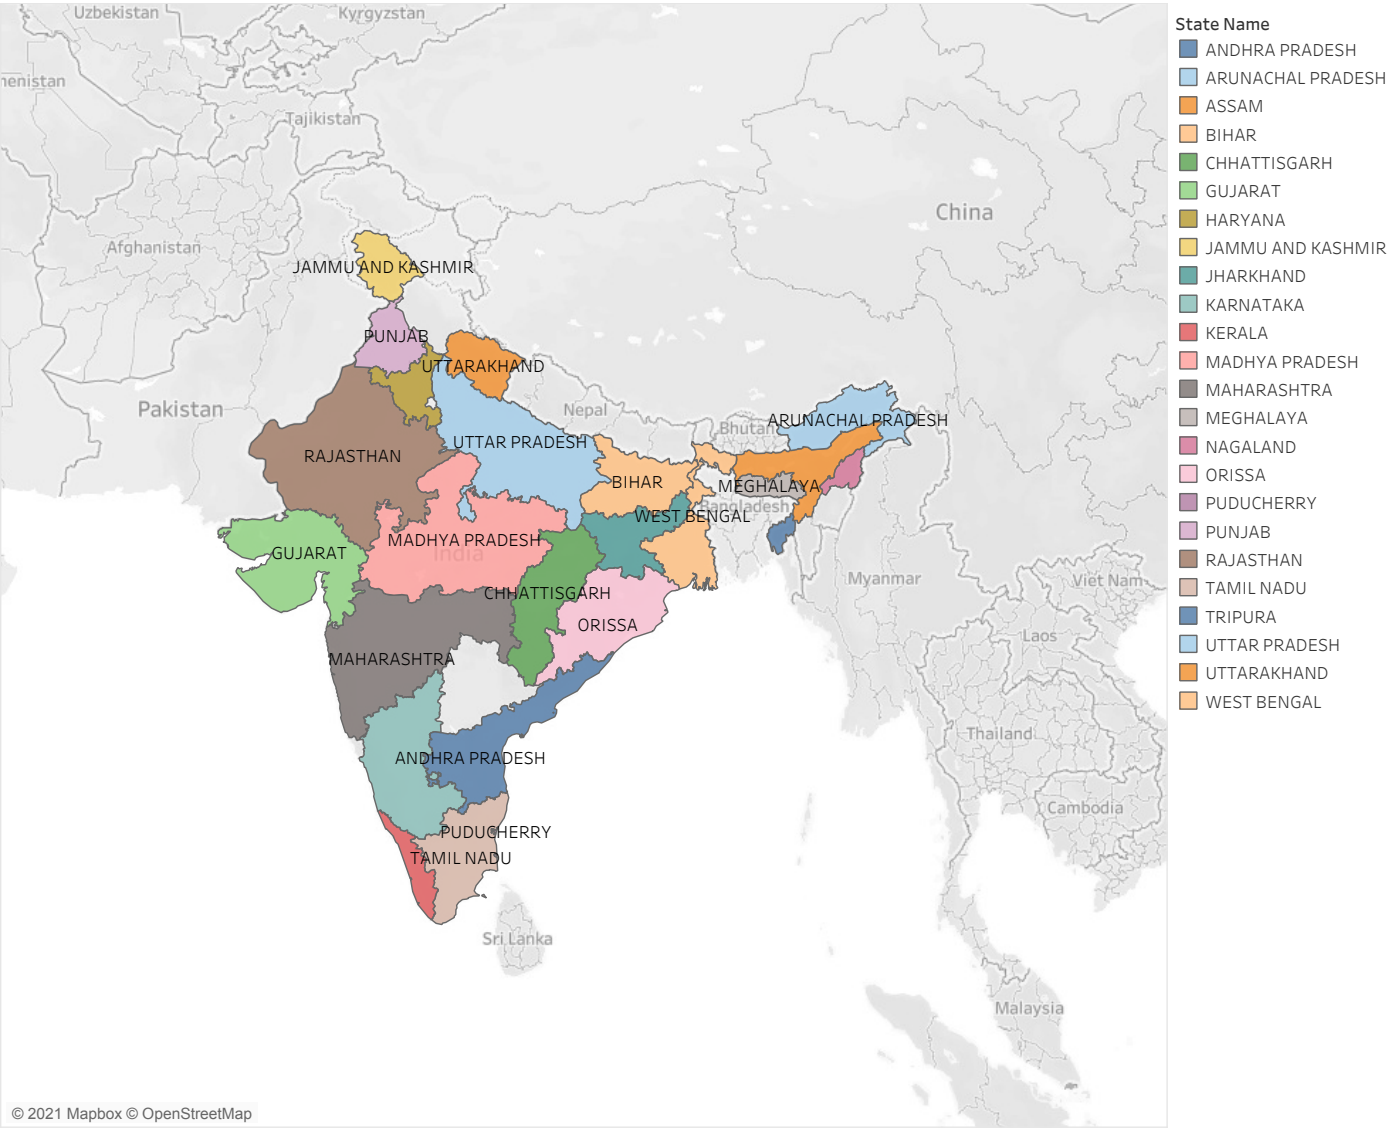 Uzbekistan
Kyrgyzstan
State Name
ANDHRA PRADESH
ARUNACHAL PRADESH
ASSAM
BIHAR
CHHATTISGARH
GUJARAT
HARYANA
JAMMU AND KASHMIR
JHARKHAND
KARNATAKA
KERALA
MADHYA PRADESH
MAHARASHTRA
MEGHALAYA
NAGALAND
ORISSA
PUDUCHERRY
PUNJAB
RAJASTHAN
TAMIL NADU
TRIPURA
UTTAR PRADESH
UTTARAKHAND
WEST BENGAL
menistan
Tajikistan
China
Afghanistan
JAMMU AND KASHMIR
PUNJAB
UTTARAKHAND
Pakistan
Nepal
ARUNACHAL PRADESH
Bhutan
UTTAR PRADESH
RAJASTHAN
BIHAR
MEGHALAYA
Bangladesh
WEST BENGAL
MADHYA PRADESH
GUJARAT
India
Myanmar
Viet Nam
CHHATTISGARH
ORISSA
Laos
MAHARASHTRA
Thailand
ANDHRA PRADESH
Cambodia
PUDUCHERRY
TAMIL NADU
Sri Lanka
Malaysia
© 2021 Mapbox © OpenStreetMap